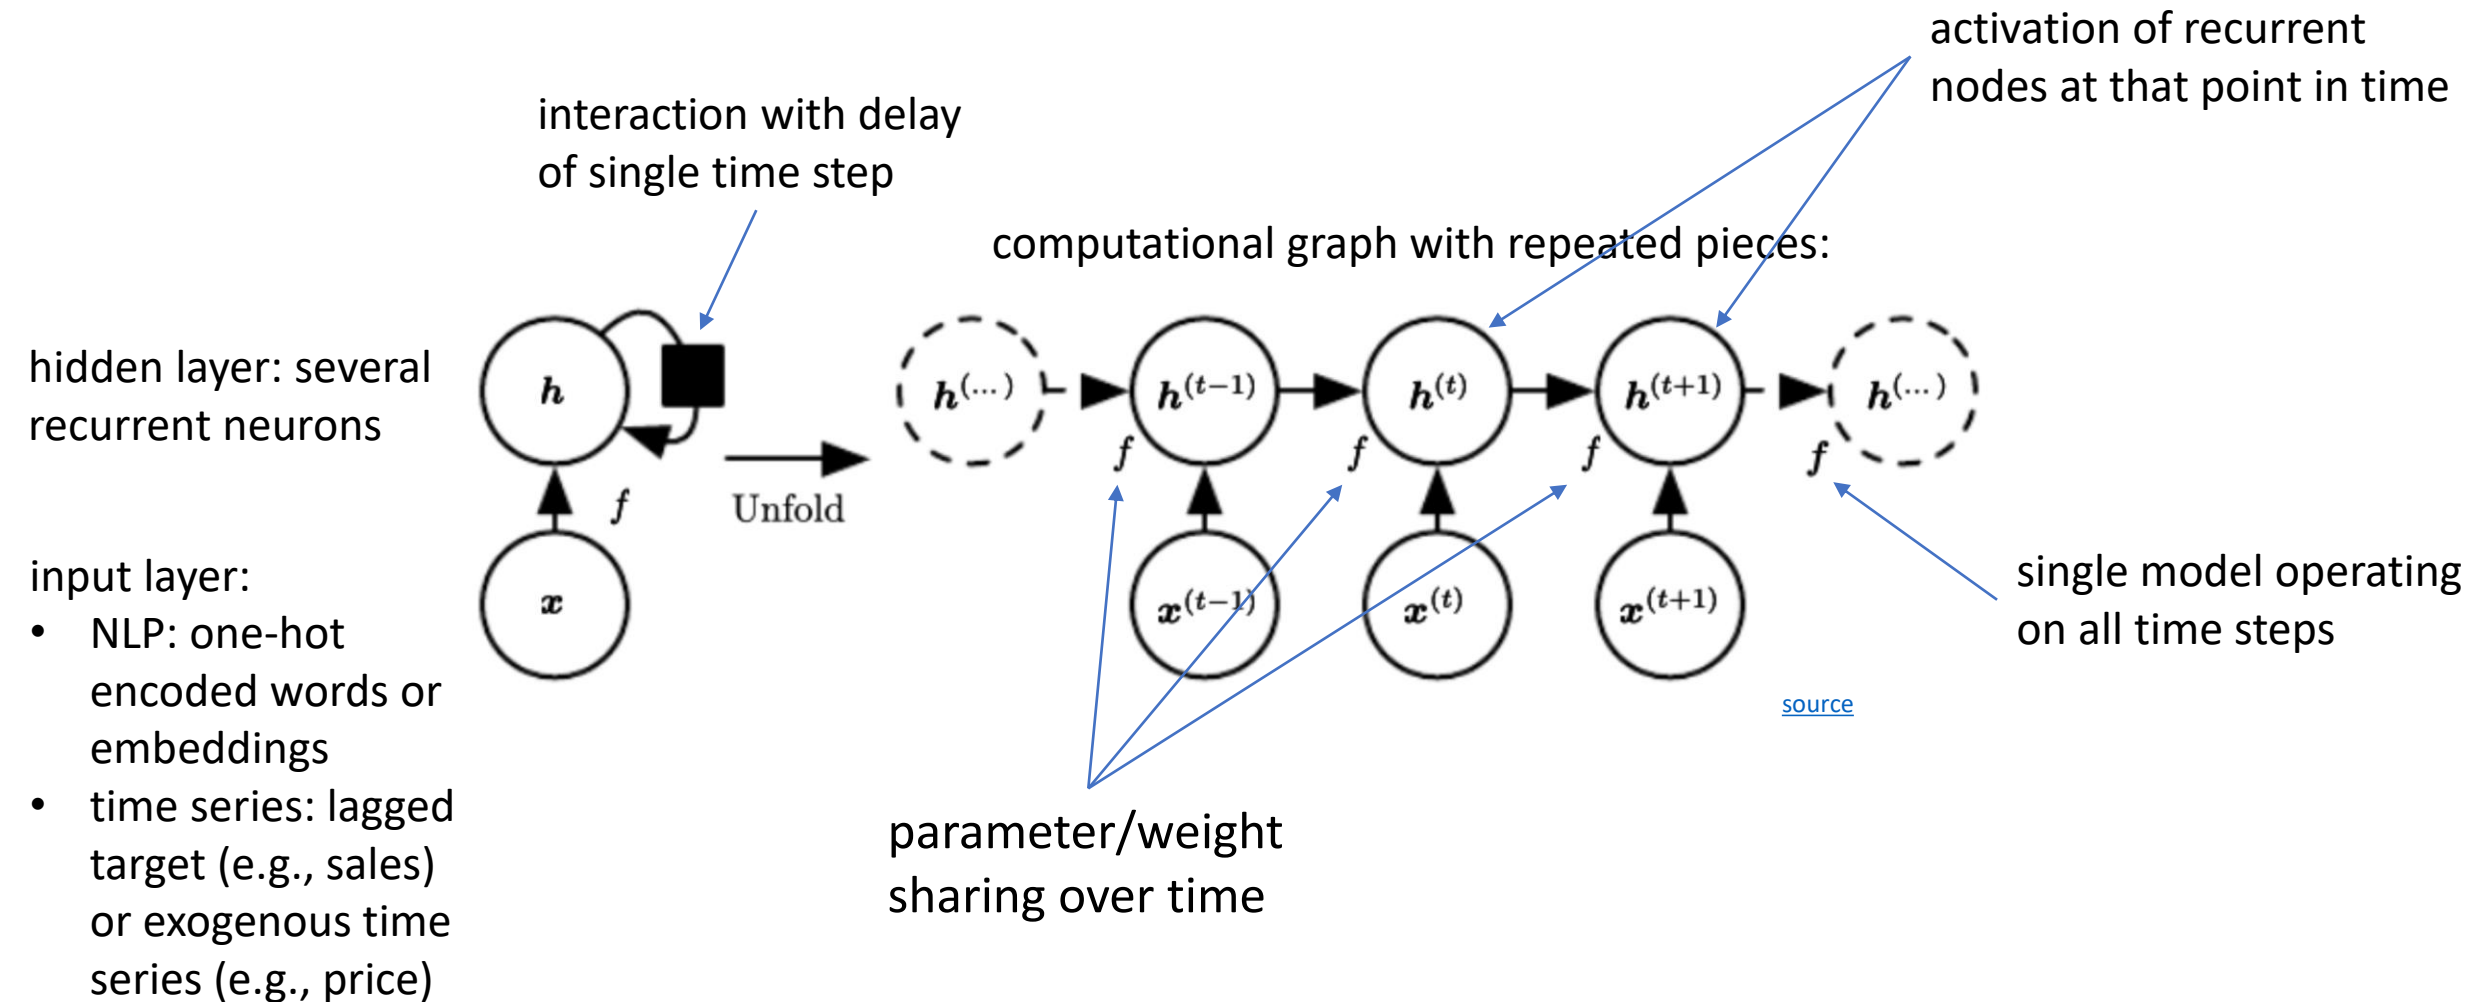 activation of recurrent
nodes at that point in time
interaction with delay
of single time step
computational graph with repeated pieces:
hidden layer: several
recurrent neurons
h
h(...)
h(t−1)
h(t)
h(t+1)
h(...)
f
f
f
f
f
Unfold
input layer:
• NLP: one-hot
encoded words or
embeddings
• time series: lagged
target (e.g., sales)
or exogenous time
series (e.g., price)
x
x(t−1)
x(t)
x(t+1)
single model operating
on all time steps
source
parameter/weight
sharing over time